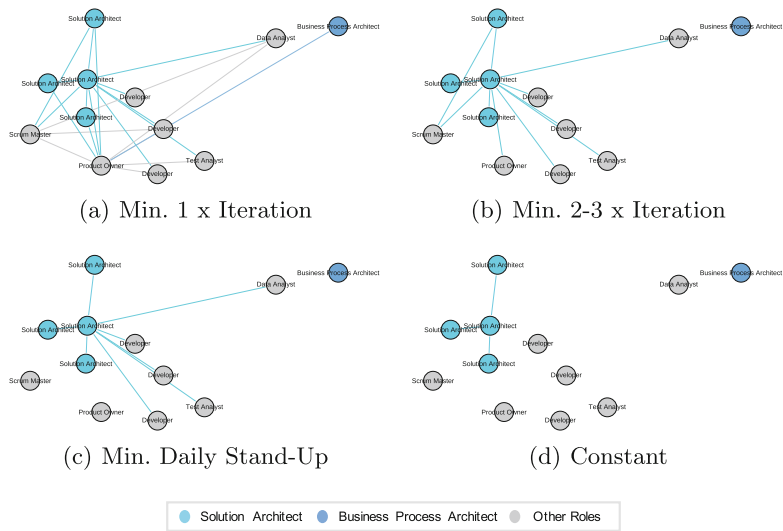 Solution Architect
Data Analyst
Business Process Architect
Solution Architect
Solution Architect
Developer
Solution Architect
Scrum Master
Developer
Product Owner
Test Analyst
Developer
(a) Min. 1 x Iteration
Solution Architect
Data Analyst
Business Process Architect
Solution Architect
Solution Architect
Developer
Solution Architect
Scrum Master
Developer
Product Owner
Test Analyst
Developer
(b) Min. 2-3 x Iteration
Solution Architect
Data Analyst
Business Process Architect
Solution Architect
Solution Architect
Developer
Solution Architect
Scrum Master
Developer
Product Owner
Test Analyst
Developer
(c) Min. Daily Stand-Up
Solution Architect
Data Analyst
Business Process Architect
Solution Architect
Solution Architect
Developer
Solution Architect
Scrum Master
Developer
Product Owner
Test Analyst
Developer
(d) Constant
Solution Architect Business Process Architect Other Roles